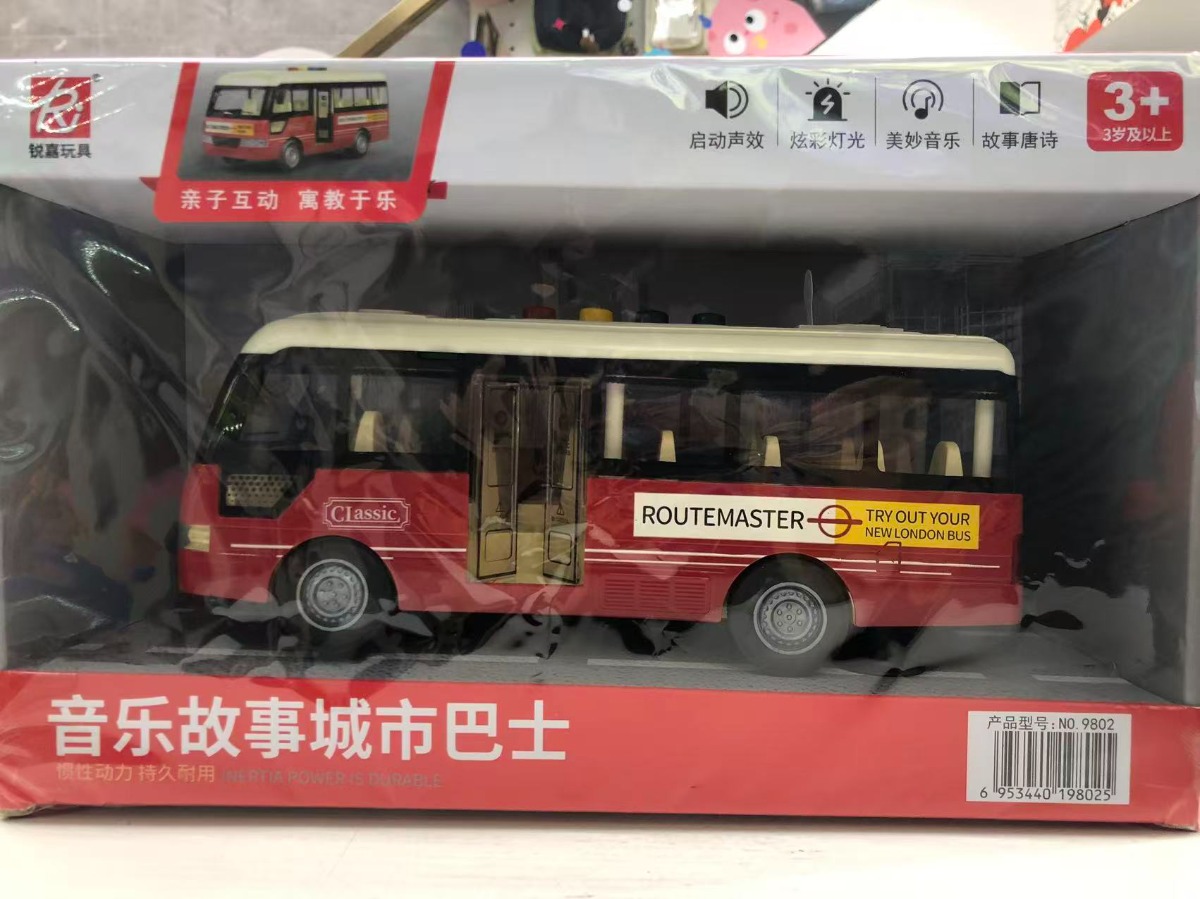 锐嘉玩具
亲子互动 寓教于乐
启动声效
炫彩灯光
美妙音乐
故事唐诗
3+
3岁及以上
Classic
ROUTEMASTER
TRY OUT YOUR
NEW LONDON BUS
音乐故事城市巴士
惯性动力 持久耐用 INERTIA POWER IS DURABLE
产品型号:NO.9802
6 953440 198025